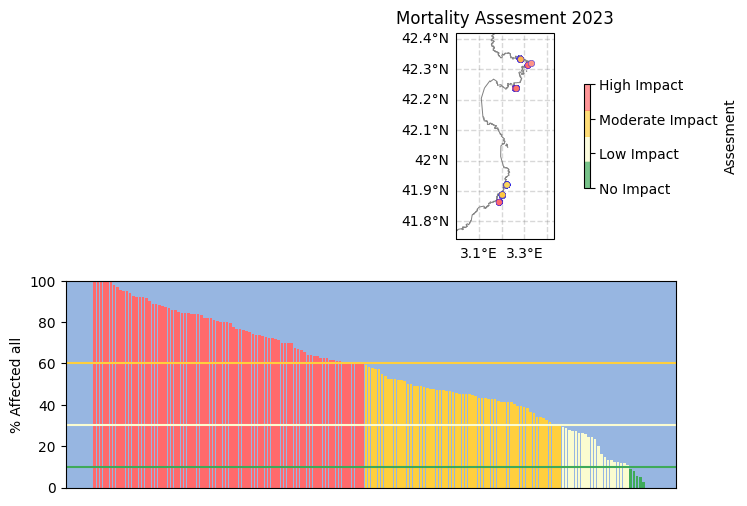 Mortality Assesment 2023
42.4°N
42.3°N
42.2°N
42.1°N
42°N
41.9°N
41.8°N
3.1°E 3.3°E
High Impact
Moderate Impact
Low Impact
No Impact
Assesment
100
80
60
40
20
0
% Affected all